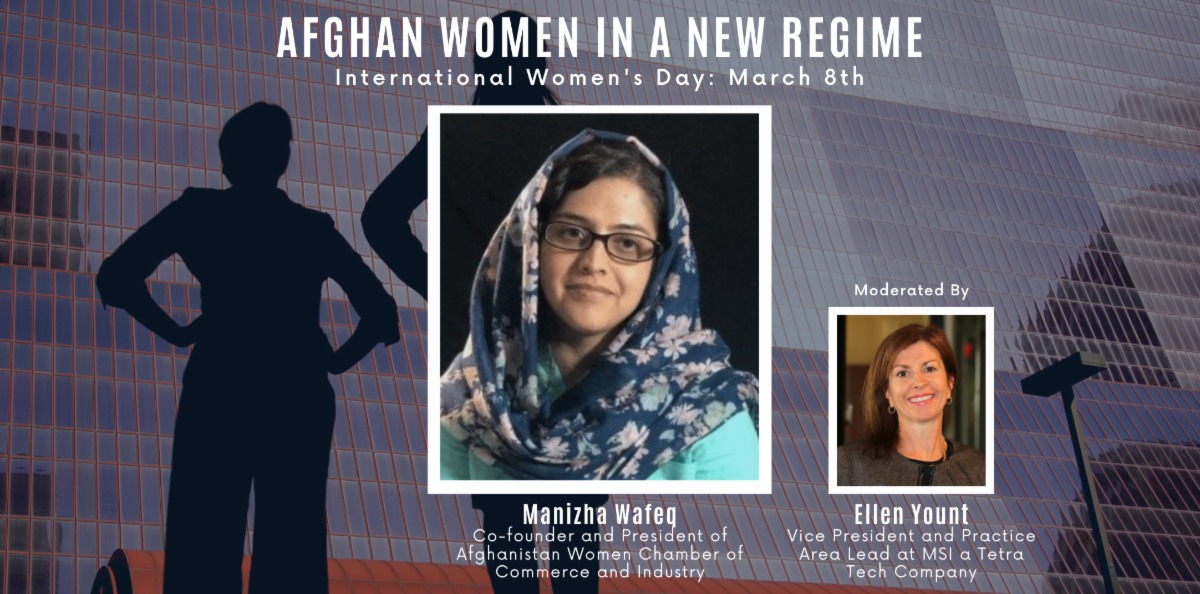 AFGHAN WOMEN IN A NEW REGIME
International Women's Day: March 8th
Moderated By
Manizha Wafeq
Co-founder and President of
Afghanistan Women Chamber of
Commerce and Industry
Ellen Yount
Vice President and Practice
Area Lead at MSI a Tetra
Tech Company